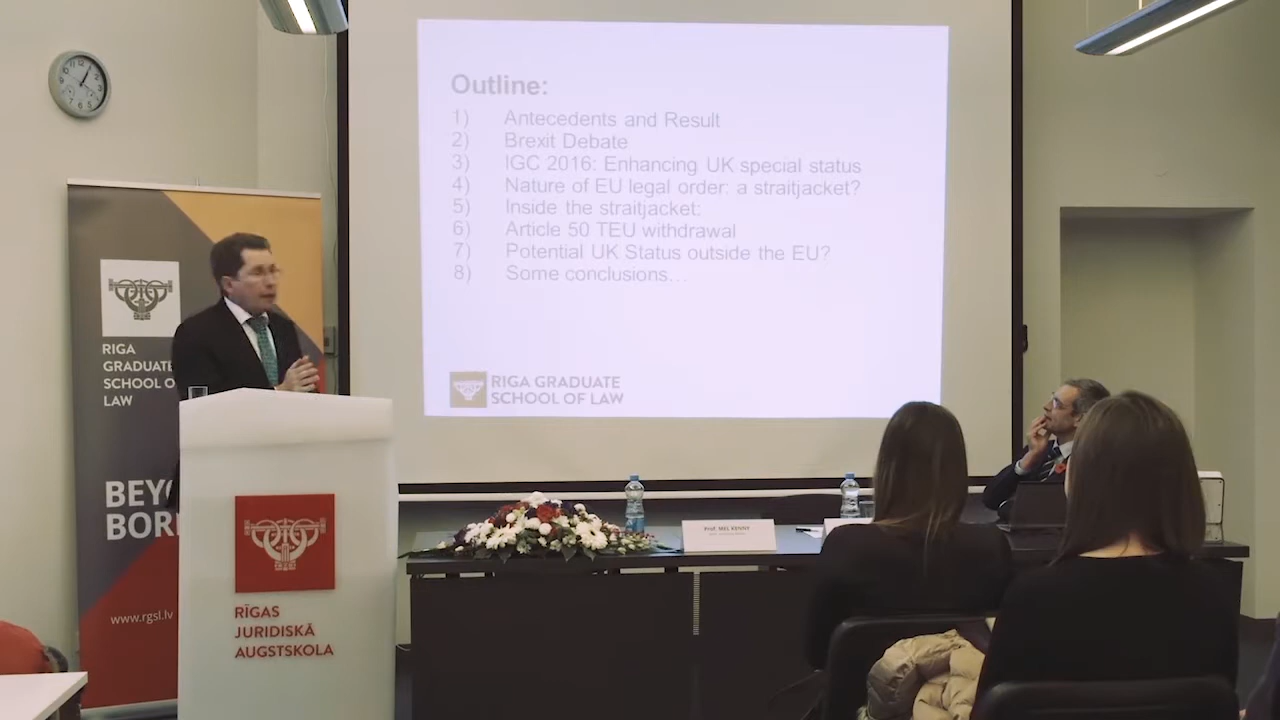 Outline:
1) Antecedents and Result
2) Brexit Debate
3) IGC 2016: Enhancing UK special status
4) Nature of EU legal order: a straitjacket?
5) Inside the straitjacket:
6) Article 50 TEU withdrawal
7) Potential UK Status outside the EU?
8) Some conclusions…
RIGA GRADUATE
SCHOOL OF LAW
RIGA
GRADUATE
SCHOOL O
LAW
BEYO
BORD
www.rgsl.lv
RĪGAS
JURIDISKĀ
AUGSTSKOLA
Prof. MEL KENNY